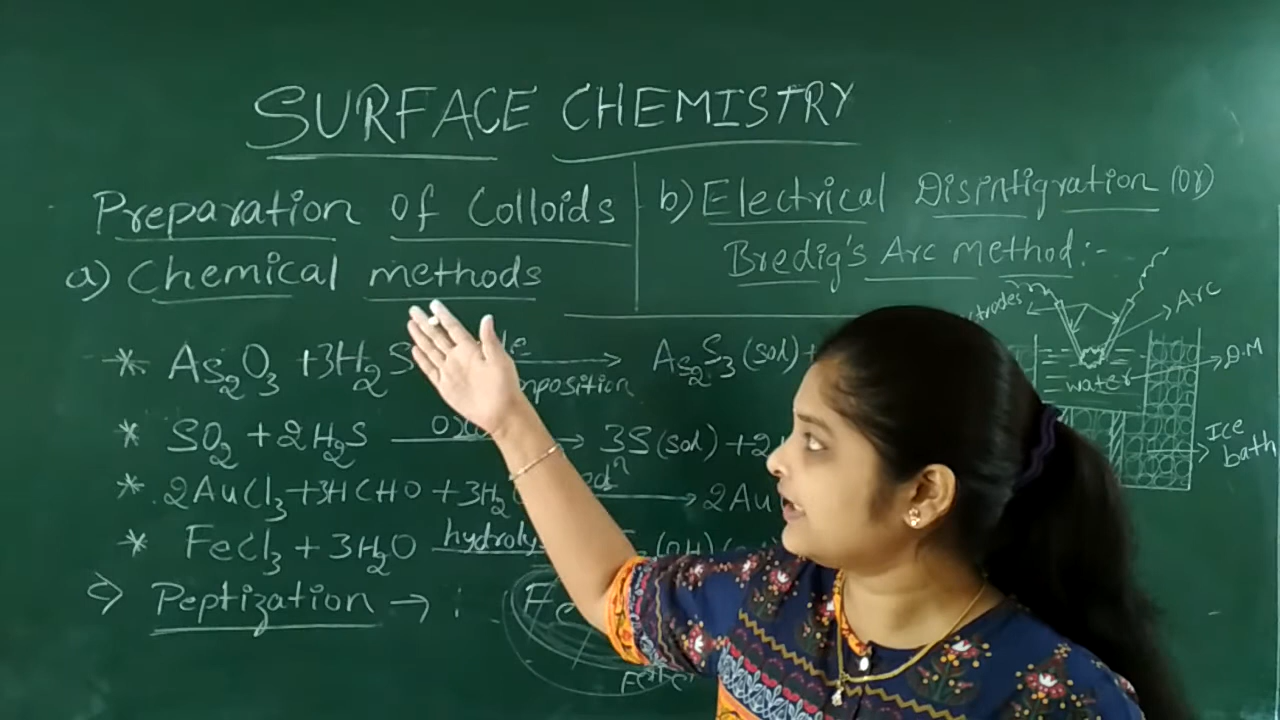 SURFACE CHEMISTRY
Preparation of Colloids
a) Chemical methods
* As2O3 + 3H2S → As2S3 (sol) +
* SO2 + 2H2S → 3S (sol) + 2
* 2AuCl3 + 3HCHO + 3H2 → 2Au
* FeCl3 + 3H2O
c) Peptization →
b) Electrical Disintigration (or)
Bredig's Arc method :-
Arc
D.M
water
Ice
bath